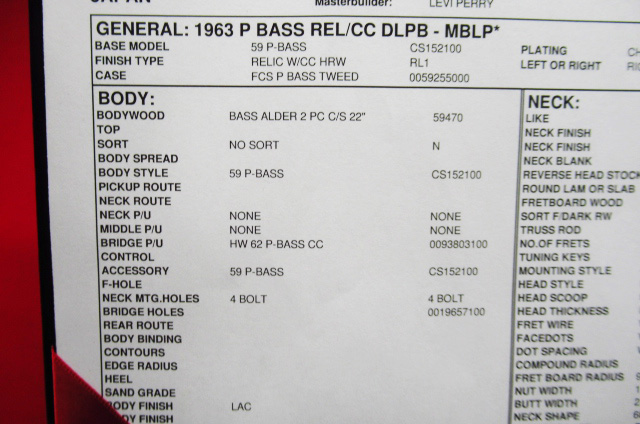 JAPAN Masterbuilder: LEVI PERRY
GENERAL: 1963 P BASS REL/CC DLPB - MBLP*
BASE MODEL 59 P-BASS CS152100 PLATING
FINISH TYPE RELIC W/CC HRW RL1 LEFT OR RIGHT
CASE FCS P BASS TWEED 0059255000
BODY:
BODYWOOD BASS ALDER 2 PC C/S 22" 59470
TOP
SORT NO SORT N
BODY SPREAD
BODY STYLE 59 P-BASS CS152100
PICKUP ROUTE
NECK ROUTE
NECK P/U NONE NONE
MIDDLE P/U NONE NONE
BRIDGE P/U HW 62 P-BASS CC 0093803100
CONTROL
ACCESSORY 59 P-BASS CS152100
F-HOLE
NECK MTG.HOLES 4 BOLT 4 BOLT
BRIDGE HOLES 0019657100
REAR ROUTE
BODY BINDING
CONTOURS
EDGE RADIUS
HEEL
SAND GRADE
BODY FINISH LAC
ODY FINISH
NECK:
LIKE
NECK FINISH
NECK FINISH
NECK BLANK
REVERSE HEAD STOCK
ROUND LAM OR SLAB
FRETBOARD WOOD
SORT F/DARK RW
TRUSS ROD
NO.OF FRETS
TUNING KEYS
MOUNTING STYLE
HEAD STYLE
HEAD SCOOP
HEAD THICKNESS
FRET WIRE
FACEDOTS
DOT SPACING
COMPOUND RADIUS
FRET BOARD RADIUS
NUT WIDTH
BUTT WIDTH
NECK SHAPE